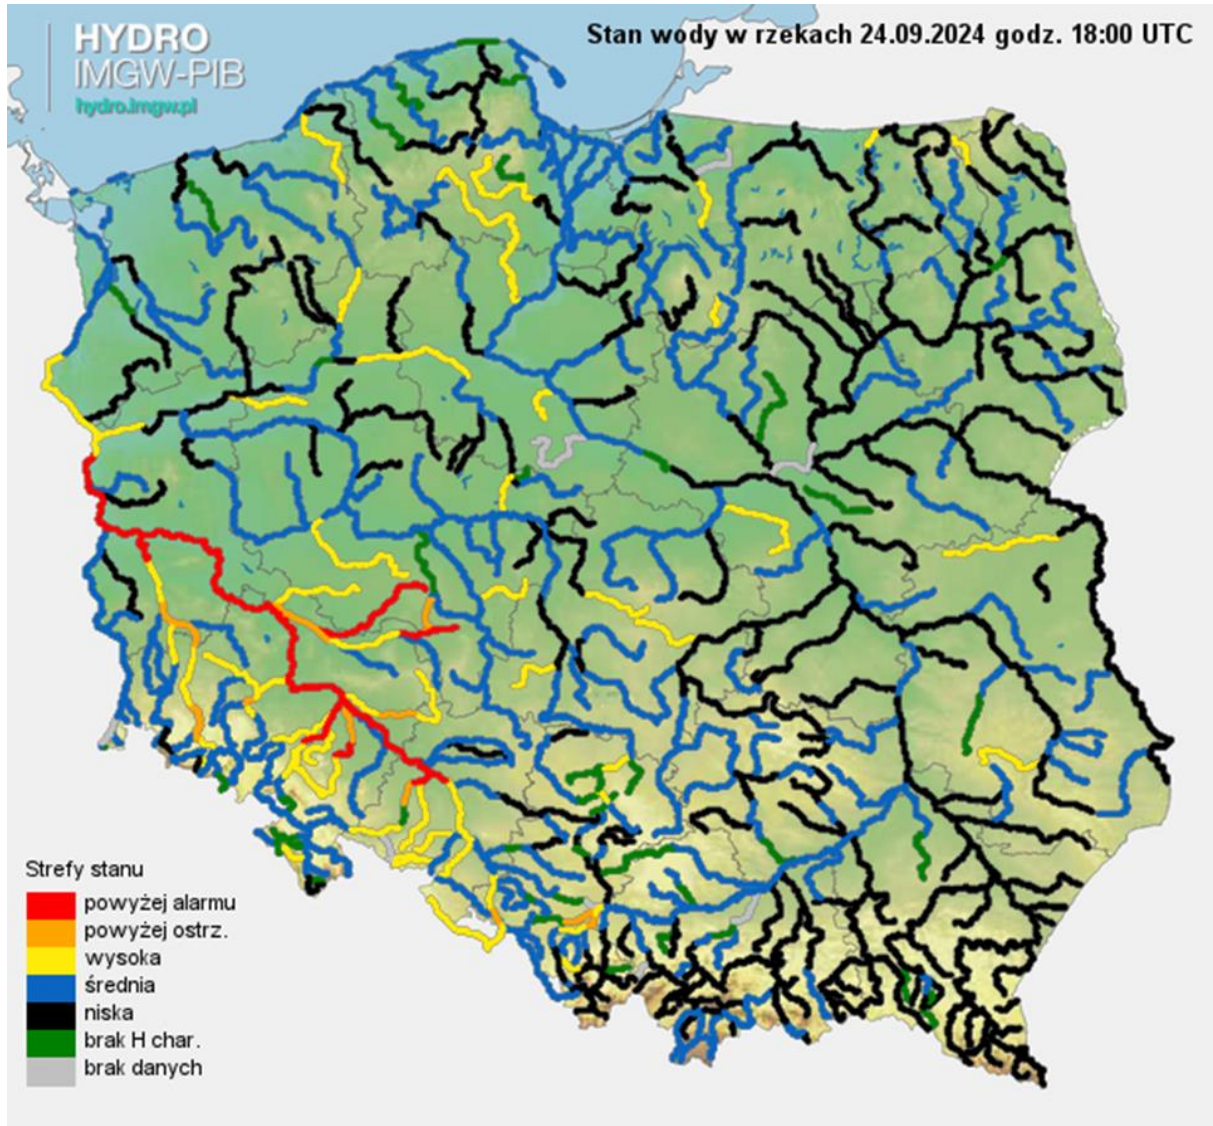 HYDRO
IMGW-PIB
hydro.imgw.pl
Stan wody w rzekach 24.09.2024 godz. 18:00 UTC
Strefy stanu
powyżej alarmu
powyżej ostrz.
wysoka
średnia
niska
brak H char.
brak danych